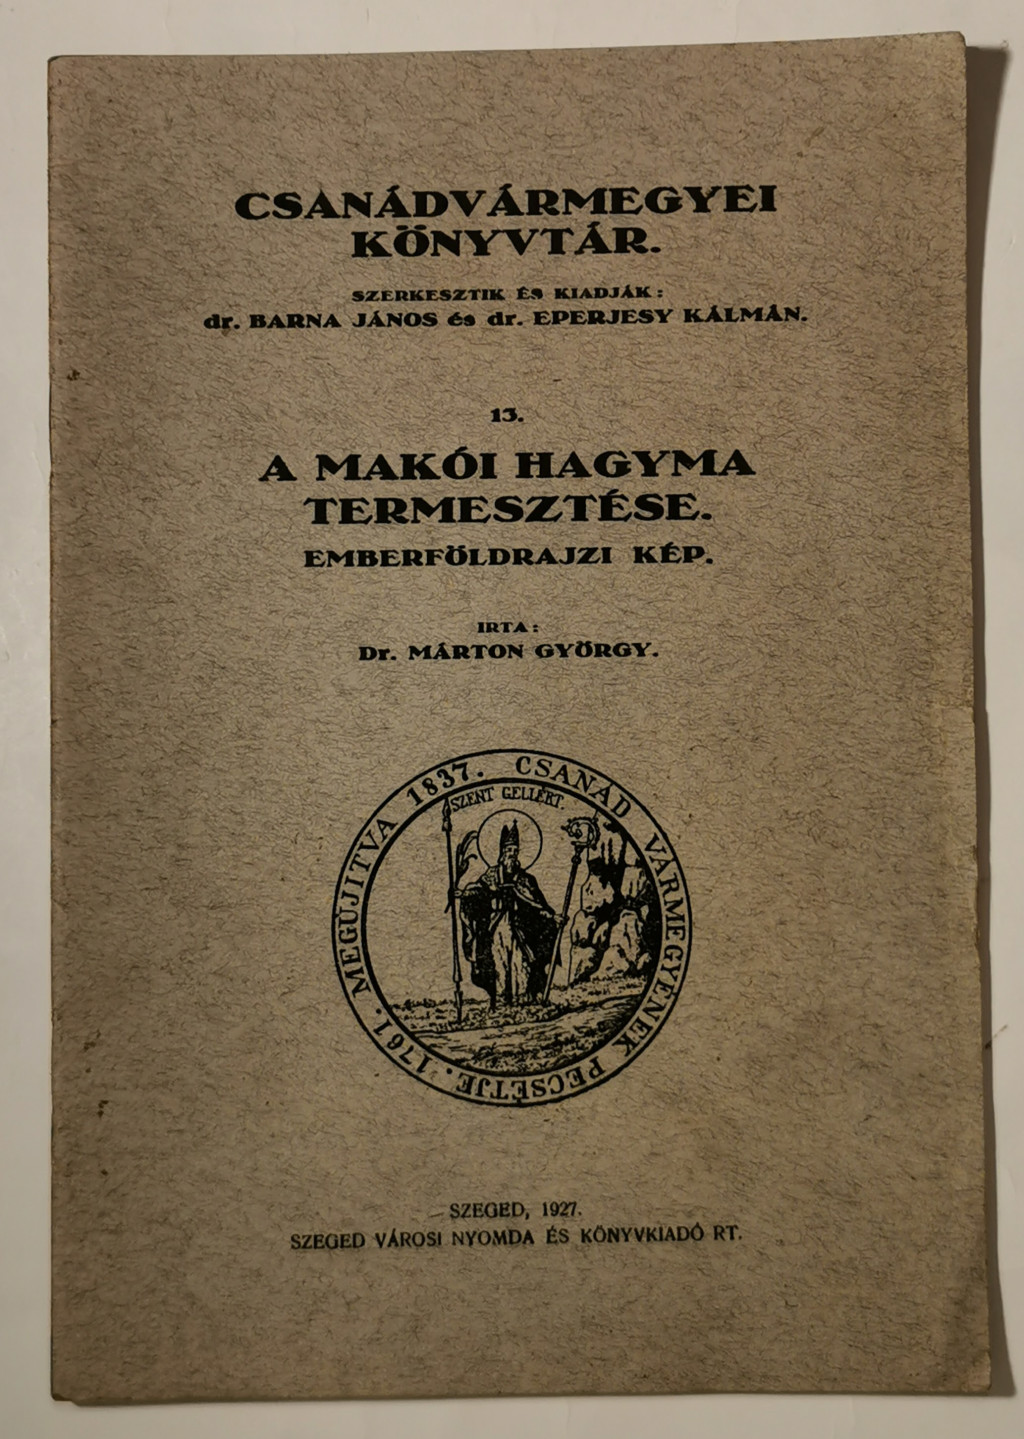 CSANÁDVÁRMEGYEI
KÖNYVTÁR.
SZERKESZTIK ÉS KIADJÁK:
dr. BARNA JÁNOS és dr. EPERJESY KÁLMÁN.
13.
A MAKÓI HAGYMA
TERMESZTÉSE.
EMBERFÖLDRAJZI KÉP.
IRTA:
Dr. MÁRTON GYÖRGY.
CSANÁD VÁRMEGYÉNEK PECSÉTJE. 1761. MEGÚJÍTVA 1837.
SZENT GELLÉRT.
SZEGED, 1927.
SZEGED VÁROSI NYOMDA ÉS KÖNYVKIADÓ RT.